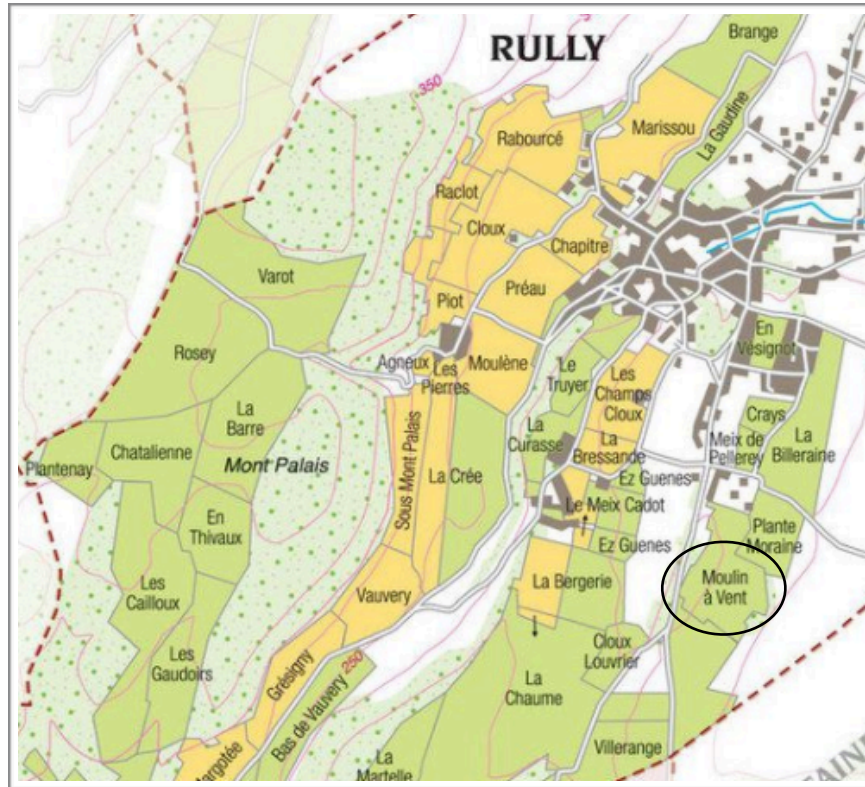 RULLY
Brange
350
Rabourcé
Marissou
La Gaudine
Raclot
Cloux
Chapitre
Varot
Piot
Préau
En
Vésignot
Rosey
Agneux
Les
Pierres
Moulène
Le
Truyer
Les
Champs
Cloux
La
Barre
Crays
Chatalienne
La
Curasse
La
Bressande
Meix de
Pellerey
La
Billeraine
Plantenay
Mont Palais
Sous Mont Palais
La Crée
Ez Guenes
Le Meix Cadot
En
Thivaux
Ez Guenes
Plante
Moraine
Les
Cailloux
Vauvery
La Bergerie
Moulin
à Vent
Les
Gaudoirs
Grésigny
250
Cloux
Louvrier
La
Chaume
Bas de Vauvery
Margotée
La
Martelle
Villerange